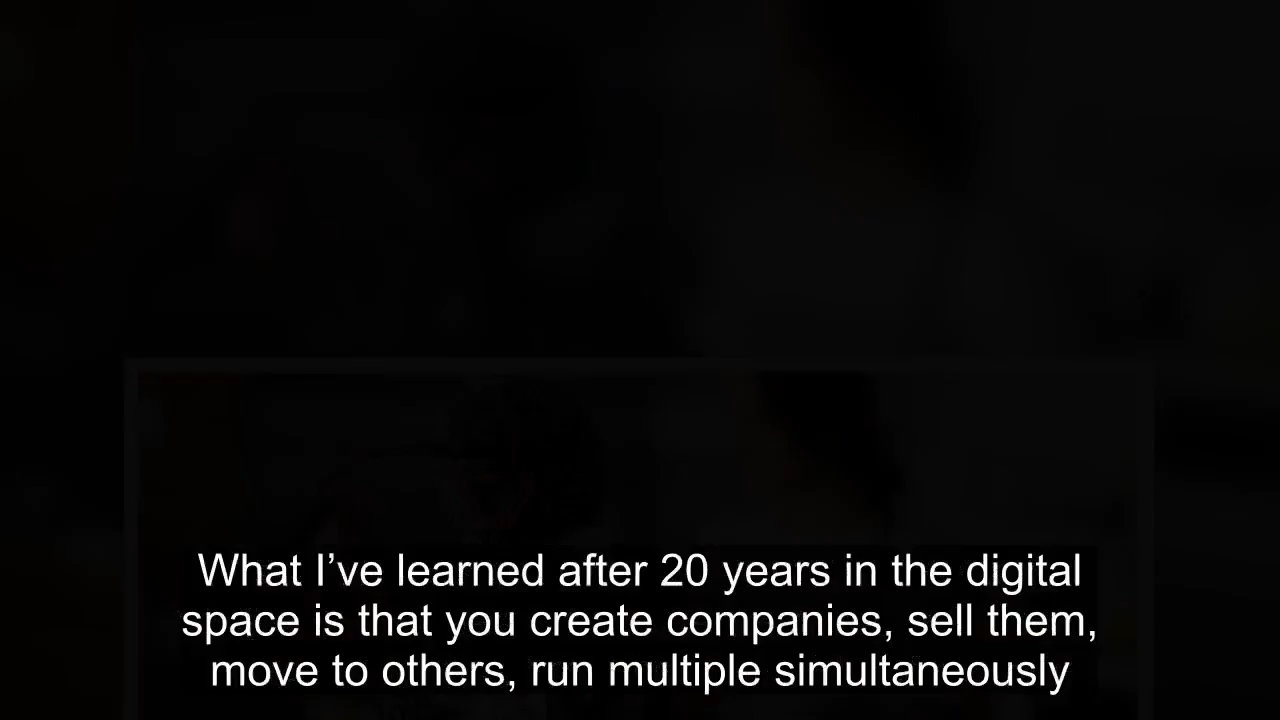 What I’ve learned after 20 years in the digital
space is that you create companies, sell them,
move to others, run multiple simultaneously